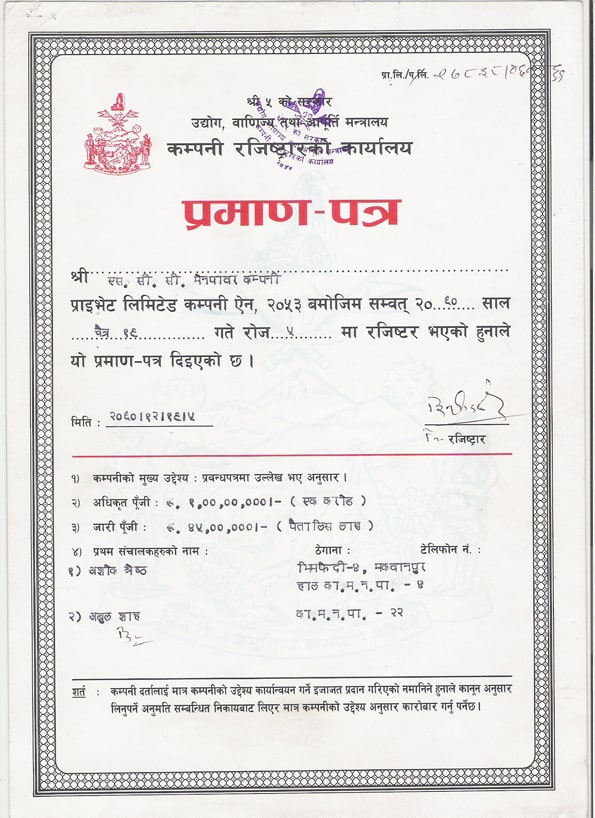 प्रा.लि./प.लि.
श्री ५ को सरकार
उद्योग, वाणिज्य तथा आपूर्ति मन्त्रालय
कम्पनी रजिष्ट्रारको कार्यालय
प्रमाण-पत्र
श्री एस. सी. सी. मैनपावर कम्पनी
प्राइभेट लिमिटेड कम्पनी ऐन, २०५३ बमोजिम सम्वत् २० ६० साल
चैत्र १६ गते रोज ५ मा रजिष्टर भएको हुनाले
यो प्रमाण-पत्र दिइएको छ ।
मिति : २०६०।१२।१६।५
रजिष्ट्रार
१) कम्पनीको मुख्य उद्देश्य : प्रवन्धपत्रमा उल्लेख भए अनुसार ।
२) अधिकृत पूँजी : रु. १,००,००,०००।- ( एक करोड )
३) जारी पूँजी : रु. ४५,००,०००।- ( पैतालिस लाख )
४) प्रथम संचालकहरुको नाम : ठेगाना : टेलिफोन नं. :
१) अशोक श्रेष्ठ भिमफेदी-४, मकवानपुर
हाल का.म.न.पा. - ४
२) शाह का.म.न.पा. - २२
शर्त : कम्पनी दर्तालाई मात्र कम्पनीको उद्देश्य कार्यान्वयन गर्ने इजाजत प्रदान गरिएको नमानिने हुनाले कानून अनुसार
लिनुपर्ने अनुमति सम्बन्धित निकायबाट लिएर मात्र कम्पनीको उद्देश्य अनुसार कारोबार गर्नु पर्नेछ ।